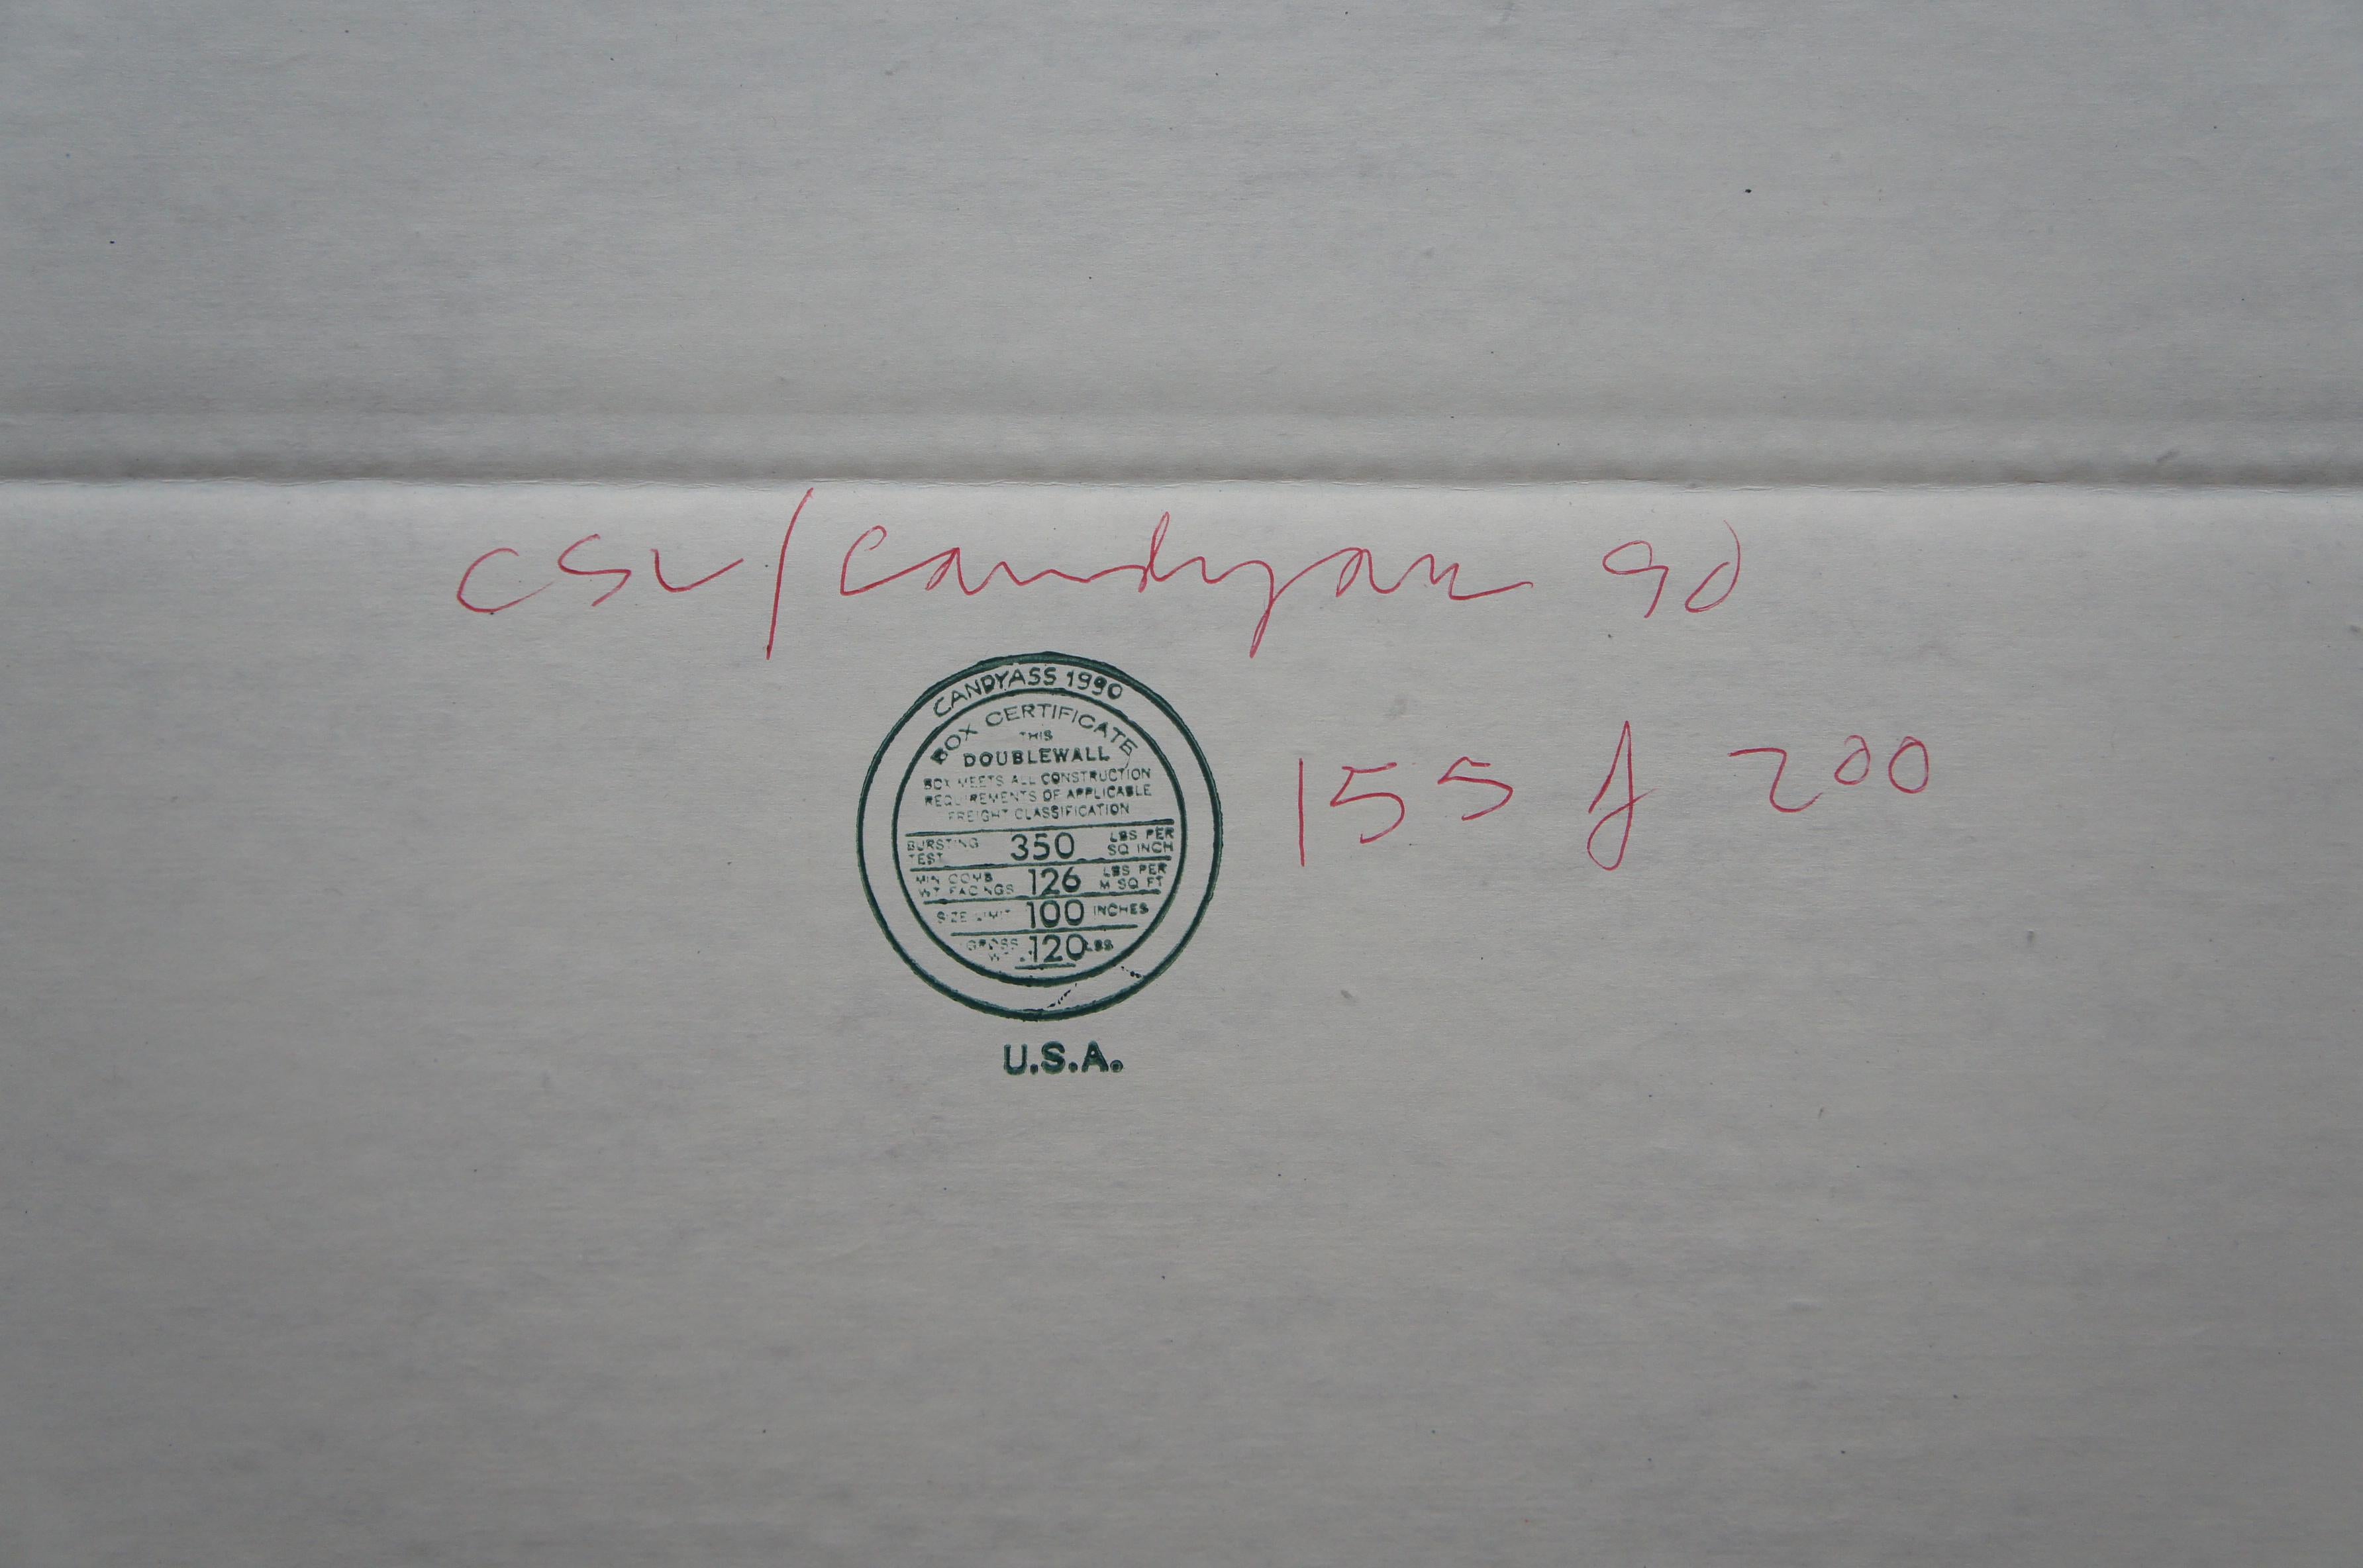 csv/candyass 90
CANDYASS 1990
BOX CERTIFICATE
THIS
DOUBLEWALL
BOX MEETS ALL CONSTRUCTION
REQUIREMENTS OF APPLICABLE
FREIGHT CLASSIFICATION
BURSTING TEST 350 LBS PER SQ INCH
MIN COMB WT FACINGS 126 LBS PER M SQ FT
SIZE LIMIT 100 INCHES
GROSS WT 120 LBS
155 of 200
U.S.A.